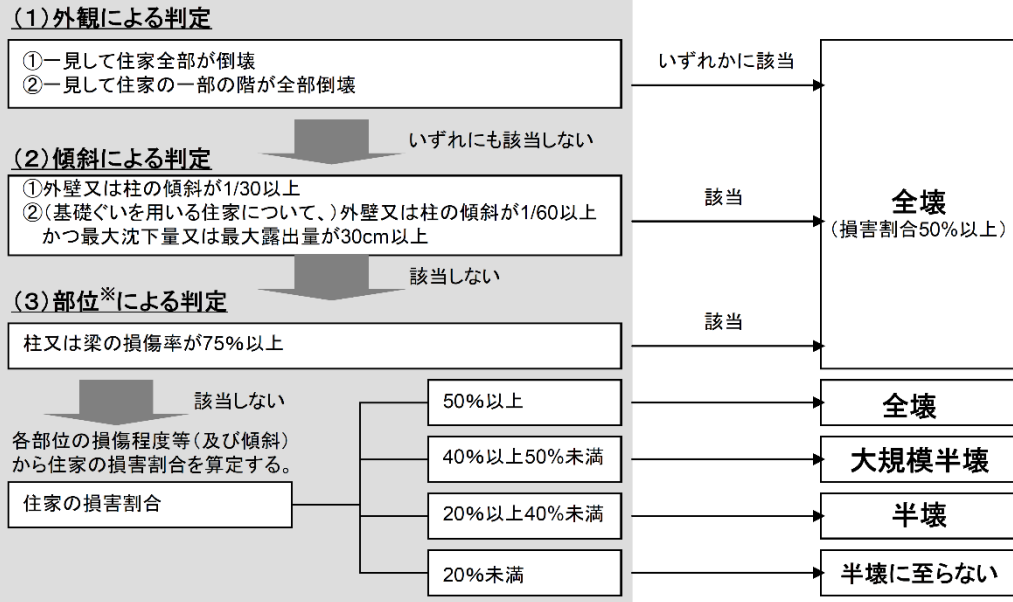 (1)外観による判定
①一見して住家全部が倒壊
②一見して住家の一部の階が全部倒壊
いずれかに該当
いずれにも該当しない
(2)傾斜による判定
①外壁又は柱の傾斜が1/30以上
②(基礎ぐいを用いる住家について、)外壁又は柱の傾斜が1/60以上
かつ最大沈下量又は最大露出量が30cm以上
該当
全壊
(損害割合50%以上)
該当しない
(3)部位※による判定
柱又は梁の損傷率が75%以上
該当
該当しない
各部位の損傷程度等(及び傾斜)
から住家の損害割合を算定する。
住家の損害割合
50%以上
全壊
40%以上50%未満
大規模半壊
20%以上40%未満
半壊
20%未満
半壊に至らない